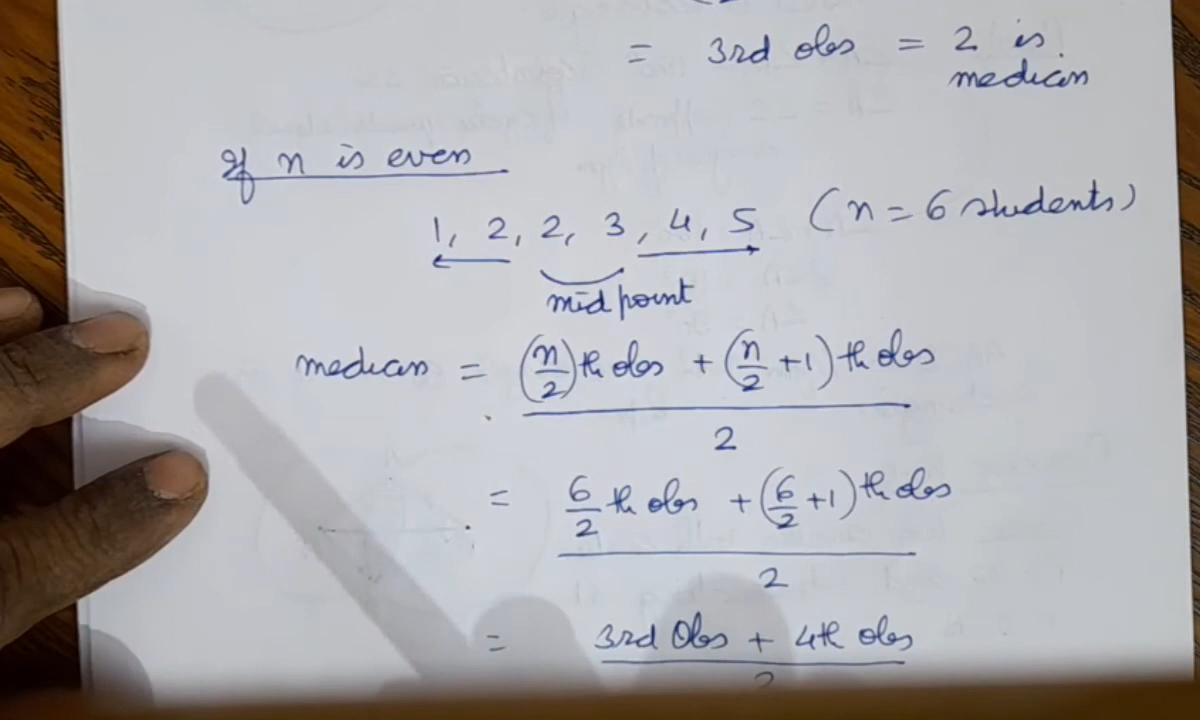 = 3rd obs = 2 is
median
If n is even
1, 2, 2, 3, 4, 5 (n = 6 students)
mid point
median = (n/2)th obs + (n/2 + 1)th obs
2
= 6/2 th obs + (6/2 + 1)th obs
2
= 3rd Obs + 4th obs
2